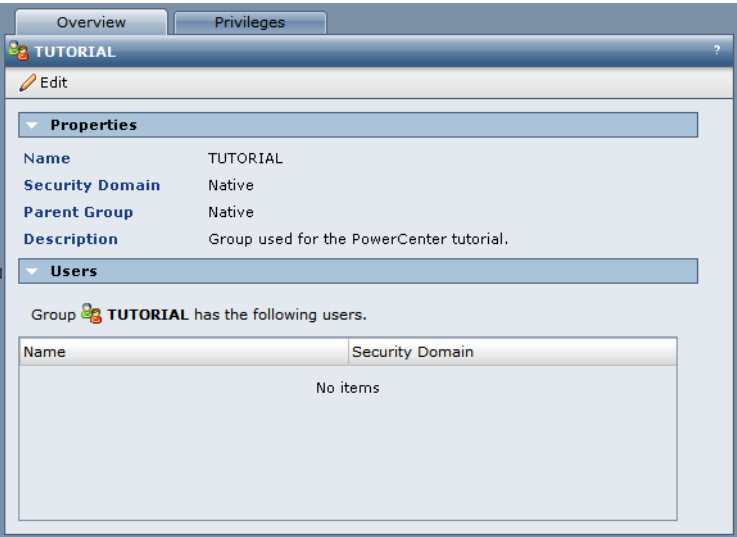 Overview Privileges
TUTORIAL ?
Edit
Properties
Name TUTORIAL
Security Domain Native
Parent Group Native
Description Group used for the PowerCenter tutorial.
Users
Group TUTORIAL has the following users.
Name Security Domain
No items